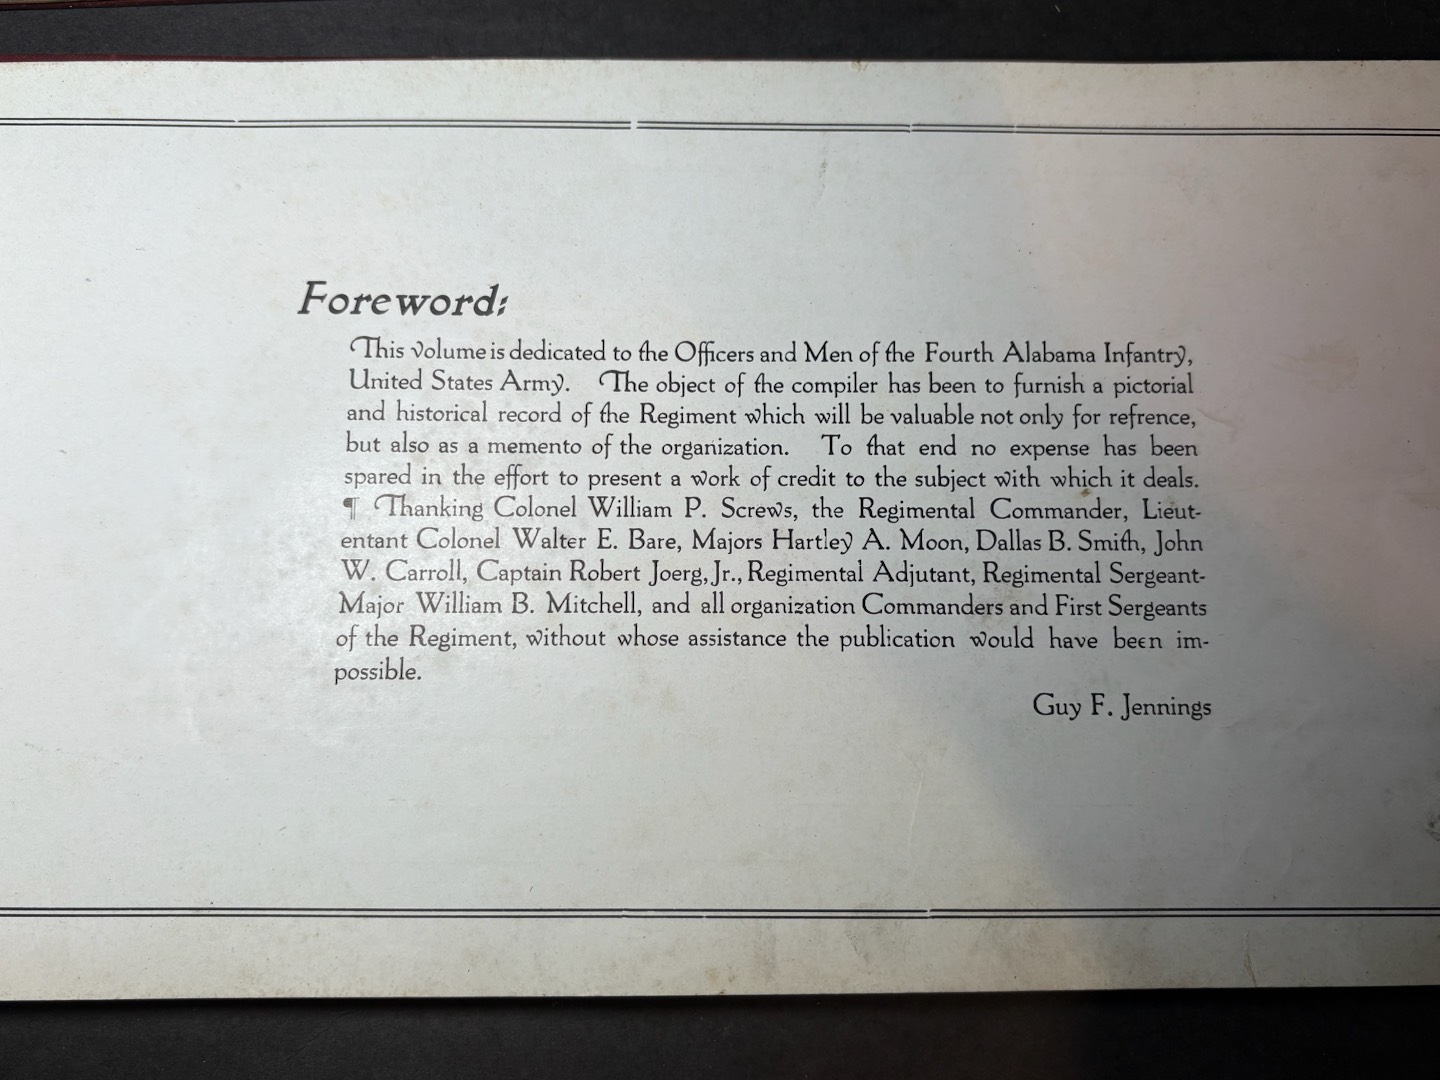 Foreword:
This volume is dedicated to the Officers and Men of the Fourth Alabama Infantry,
United States Army. The object of the compiler has been to furnish a pictorial
and historical record of the Regiment which will be valuable not only for refrence,
but also as a memento of the organization. To that end no expense has been
spared in the effort to present a work of credit to the subject with which it deals.
¶ Thanking Colonel William P. Screws, the Regimental Commander, Lieut-
entant Colonel Walter E. Bare, Majors Hartley A. Moon, Dallas B. Smith, John
W. Carroll, Captain Robert Joerg, Jr., Regimental Adjutant, Regimental Sergeant-
Major William B. Mitchell, and all organization Commanders and First Sergeants
of the Regiment, without whose assistance the publication would have been im-
possible.
Guy F. Jennings